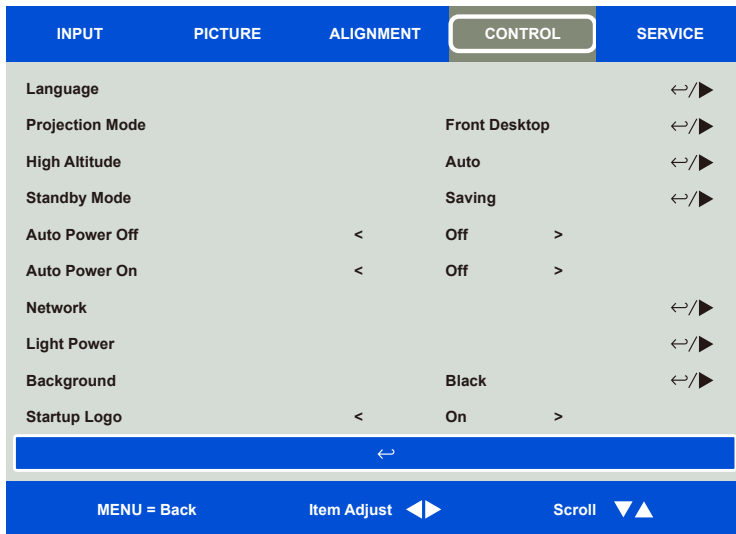 INPUT PICTURE ALIGNMENT CONTROL SERVICE
Language ↩/▶
Projection Mode Front Desktop ↩/▶
High Altitude Auto ↩/▶
Standby Mode Saving ↩/▶
Auto Power Off < Off >
Auto Power On < Off >
Network ↩/▶
Light Power ↩/▶
Background Black ↩/▶
Startup Logo < On >
↩
MENU = Back Item Adjust ◀▶ Scroll ▼▲